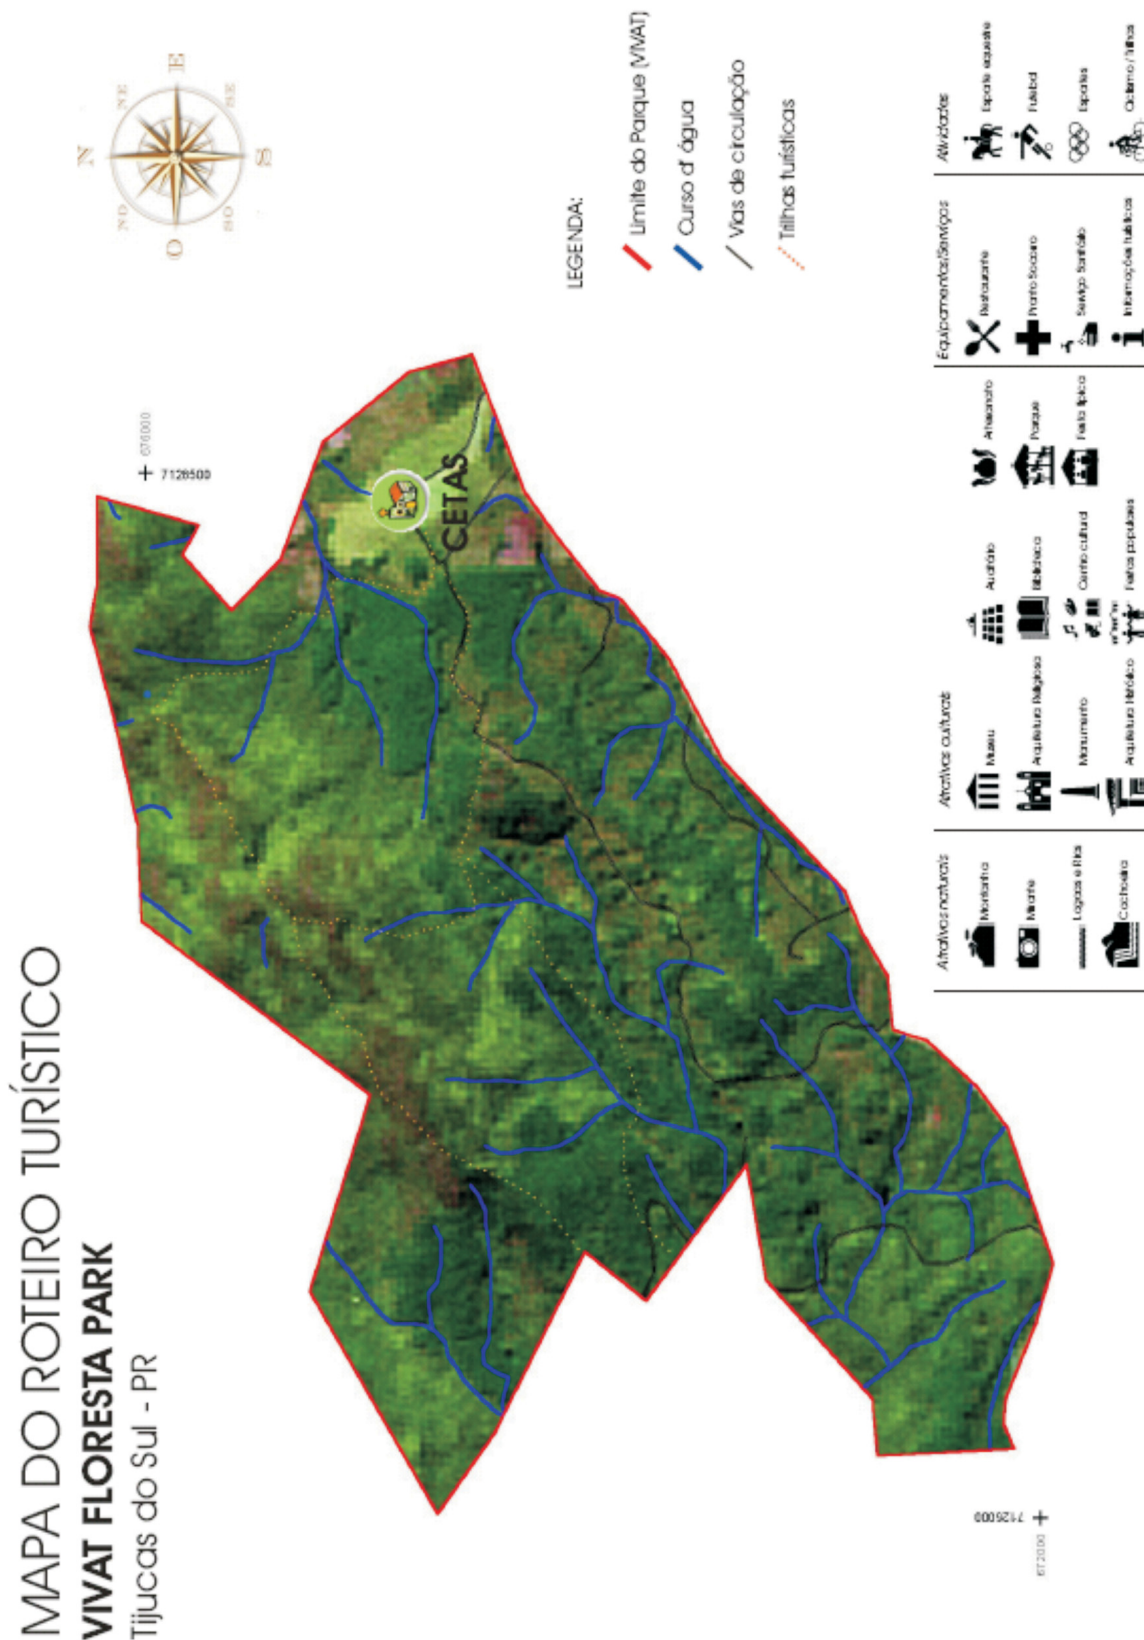 MAPA DO ROTEIRO TURÍSTICO
VIVAT FLORESTA PARK
Tijucas do Sul - PR
N
NE
E
SE
S
SO
O
NO
676000
7128500
CETAS
7125000
672000
LEGENDA:
Limite do Parque (VIVAT)
Curso d' água
Vias de circulação
Trilhas turísticas
Atrativos naturais
Montanha
Mirante
Lagoas e Rios
Cachoeira
Atrativos culturais
Museu
Arquitetura Religiosa
Monumento
Arquitetura Histórica
Auditório
Biblioteca
Centro cultural
Festas populares
Artesanato
Parque
Festa típica
Equipamentos/Serviços
Restaurante
Pronto Socorro
Serviço Sanitário
Informações turísticas
Atividades
Esporte equestre
Futebol
Esportes
Ciclismo / Trilhas